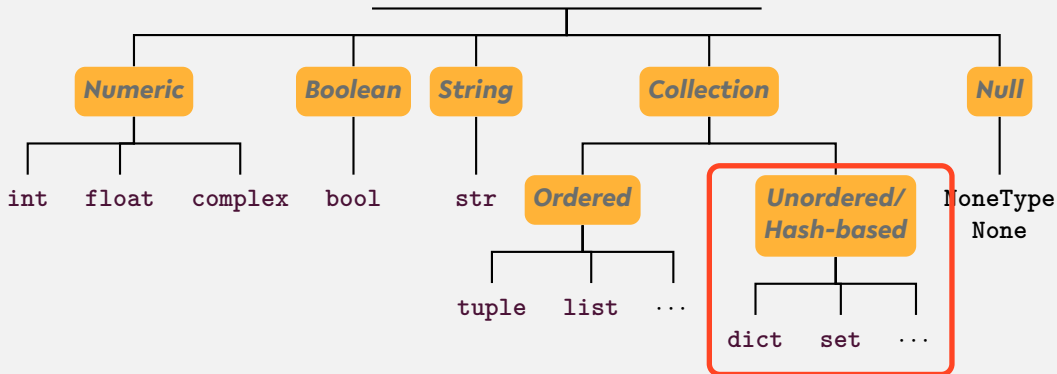 Numeric Boolean String Collection Null
int float complex bool str Ordered Unordered/ NoneType
Hash-based None
tuple list ...
dict set ...